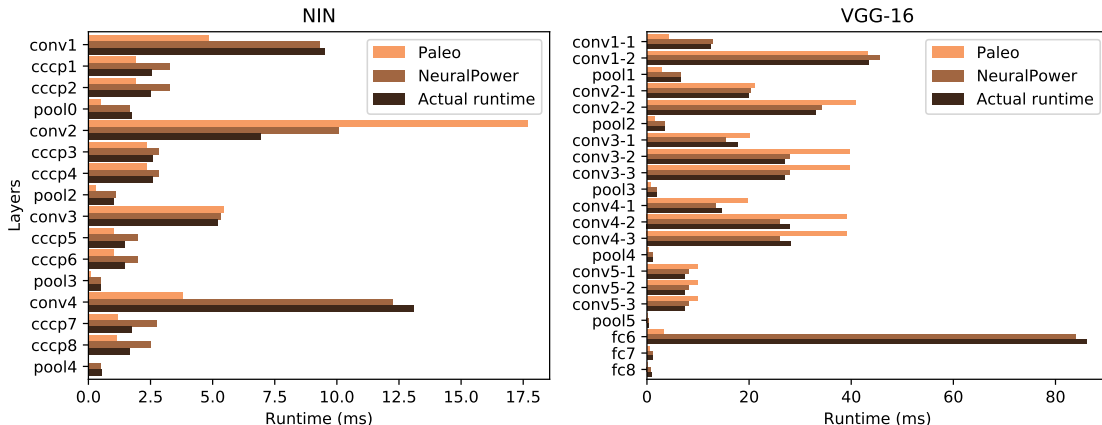 NIN
Layers
conv1
cccp1
cccp2
pool0
conv2
cccp3
cccp4
pool2
conv3
cccp5
cccp6
pool3
conv4
cccp7
cccp8
pool4
Paleo
NeuralPower
Actual runtime
0.0 2.5 5.0 7.5 10.0 12.5 15.0 17.5
Runtime (ms)
VGG-16
conv1-1
conv1-2
pool1
conv2-1
conv2-2
pool2
conv3-1
conv3-2
conv3-3
pool3
conv4-1
conv4-2
conv4-3
pool4
conv5-1
conv5-2
conv5-3
pool5
fc6
fc7
fc8
Paleo
NeuralPower
Actual runtime
0 20 40 60 80
Runtime (ms)